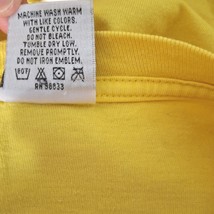 MACHINE WASH WARM
WITH LIKE COLORS.
GENTLE CYCLE.
DO NOT BLEACH.
TUMBLE DRY LOW.
REMOVE PROMPTLY.
DO NOT IRON EMBLEM.
RN 98633